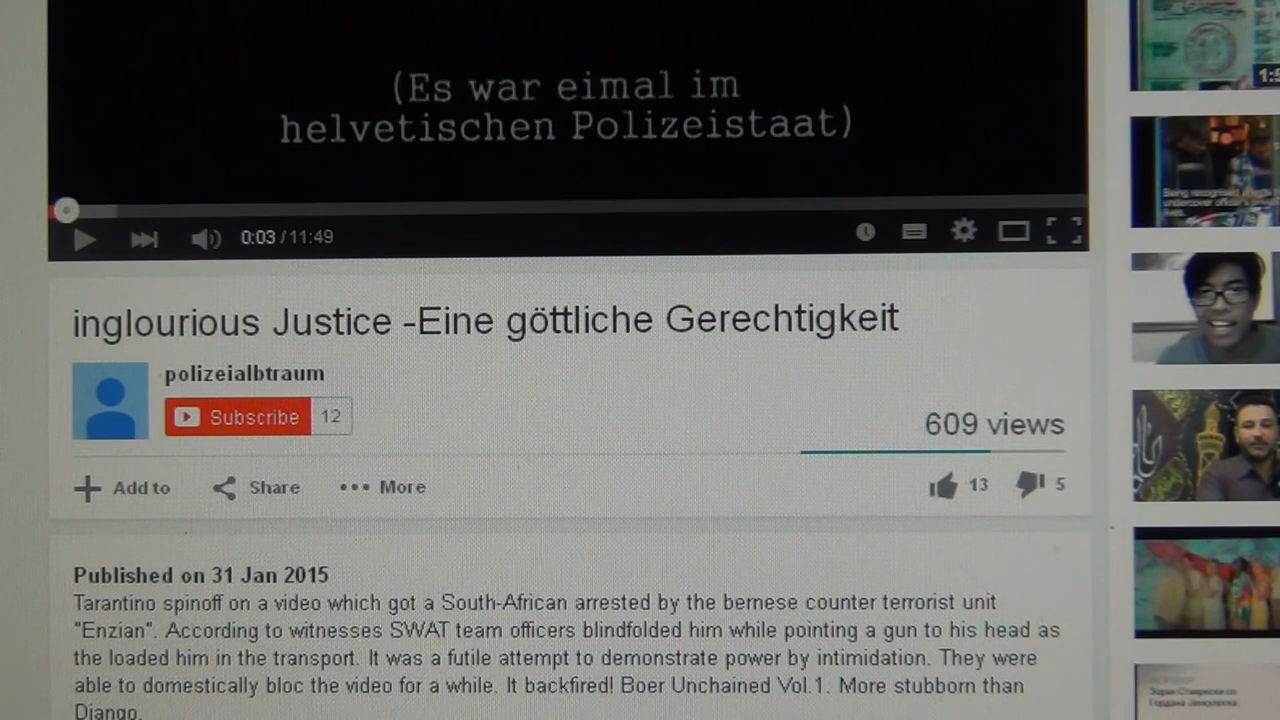 (Es war eimal im
helvetischen Polizeistaat)
0:03 / 11:49
inglourious Justice -Eine göttliche Gerechtigkeit
polizeialbtraum
Subscribe 12
609 views
Add to Share More 13 5
Published on 31 Jan 2015
Tarantino spinoff on a video which got a South-African arrested by the bernese counter terrorist unit
"Enzian". According to witnesses SWAT team officers blindfolded him while pointing a gun to his head as
the loaded him in the transport. It was a futile attempt to demonstrate power by intimidation. They were
able to domestically bloc the video for a while. It backfired! Boer Unchained Vol.1. More stubborn than
Django.
Being recognised
undercover officer's